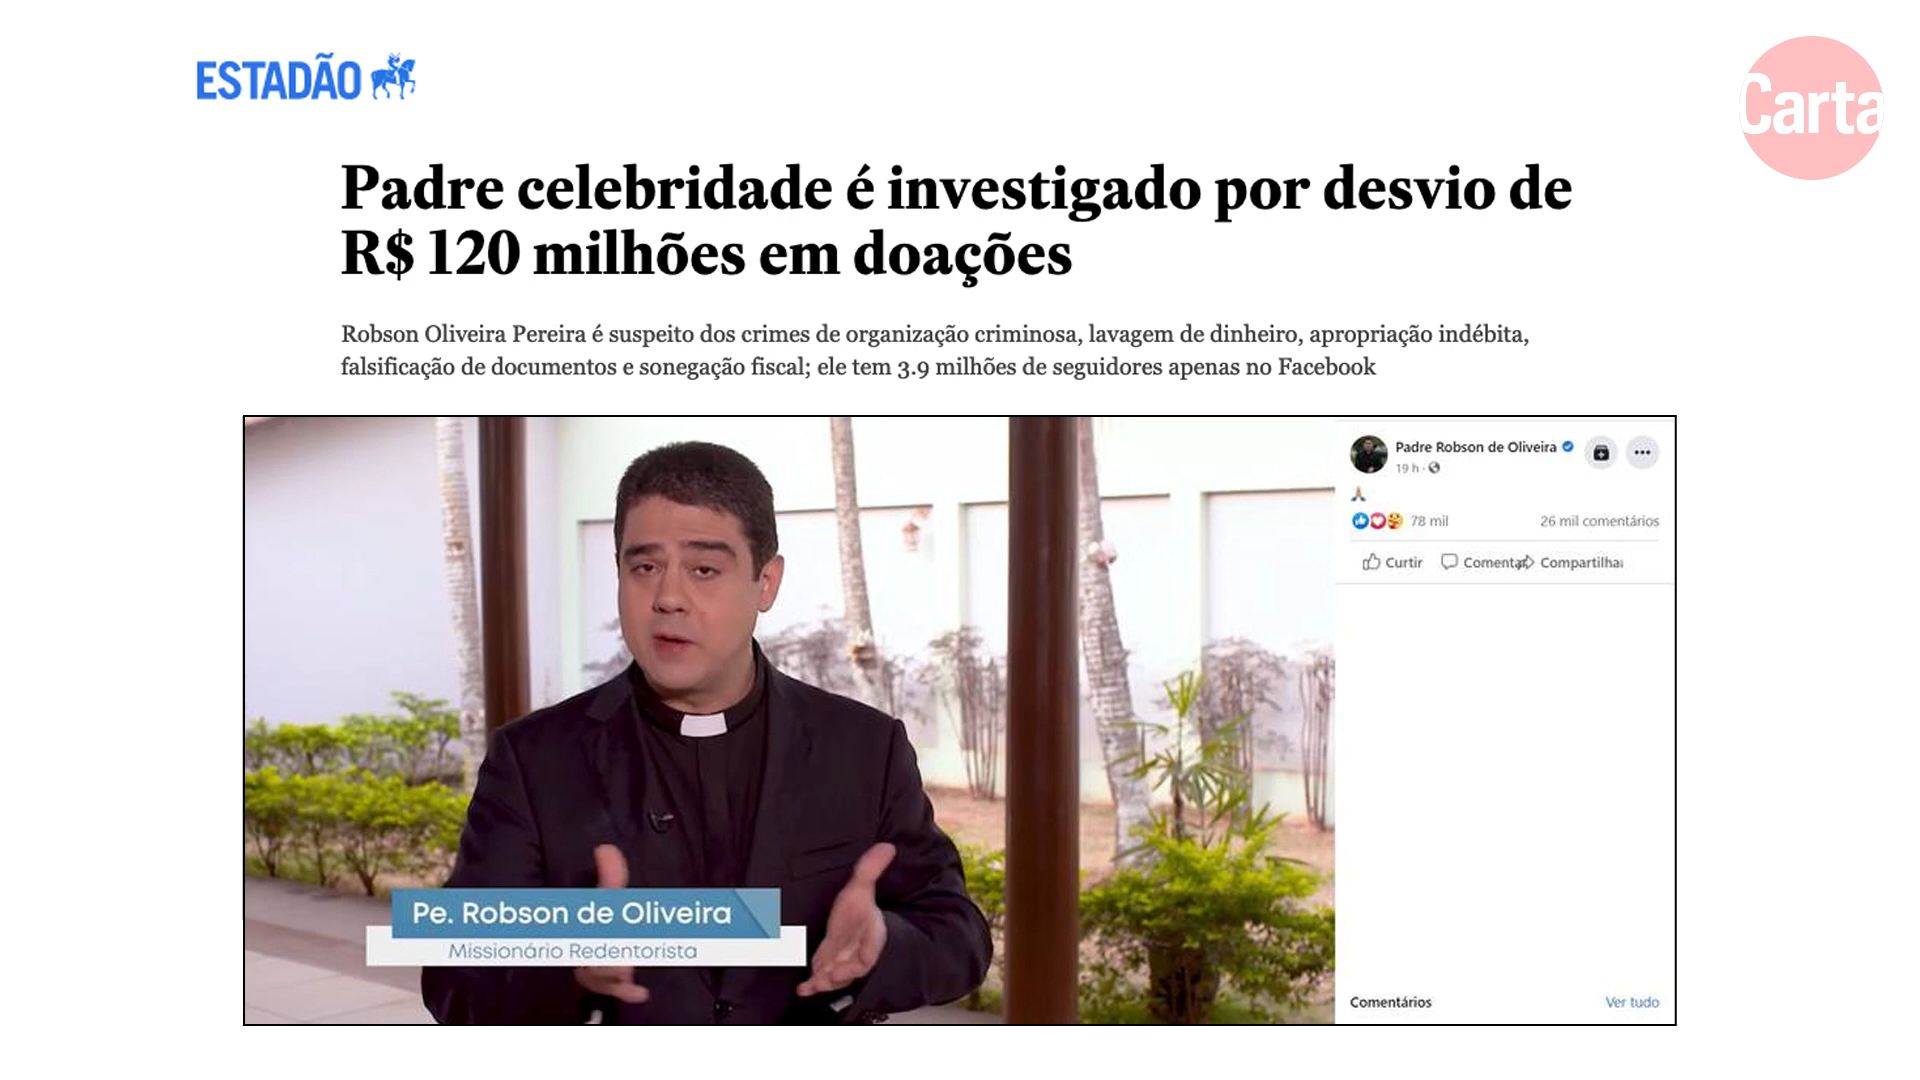 ESTADÃO
Carta
Padre celebridade é investigado por desvio de
R$ 120 milhões em doações
Robson Oliveira Pereira é suspeito dos crimes de organização criminosa, lavagem de dinheiro, apropriação indébita,
falsificação de documentos e sonegação fiscal; ele tem 3.9 milhões de seguidores apenas no Facebook
Padre Robson de Oliveira
19 h
78 mil 26 mil comentários
Curtir Comentar Compartilhar
Pe. Robson de Oliveira
Missionário Redentorista
Comentários Ver tudo